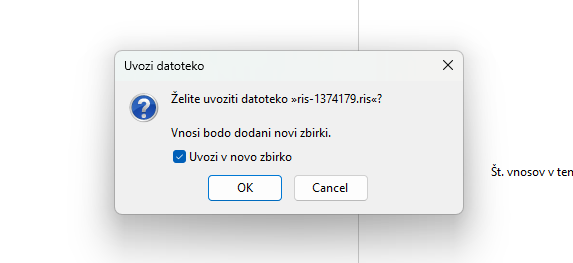 Uvozi datoteko
Želite uvoziti datoteko »ris-1374179.ris«?
Vnosi bodo dodani novi zbirki.
Uvozi v novo zbirko
OK
Cancel
Št. vnosov v ten